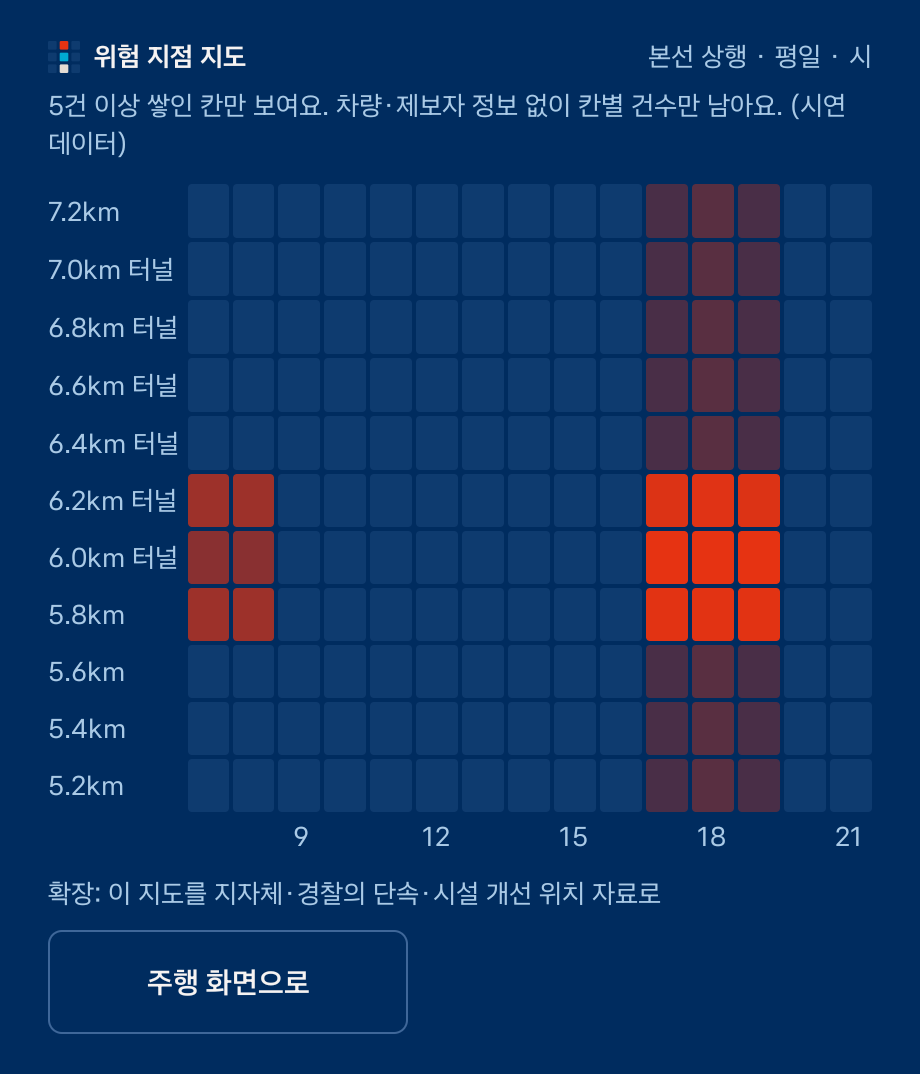 위험 지점 지도
본선 상행 · 평일 · 시
5건 이상 쌓인 칸만 보여요. 차량·제보자 정보 없이 칸별 건수만 남아요. (시연
데이터)
7.2km
7.0km 터널
6.8km 터널
6.6km 터널
6.4km 터널
6.2km 터널
6.0km 터널
5.8km
5.6km
5.4km
5.2km
9 12 15 18 21
확장: 이 지도를 지자체·경찰의 단속·시설 개선 위치 자료로
주행 화면으로